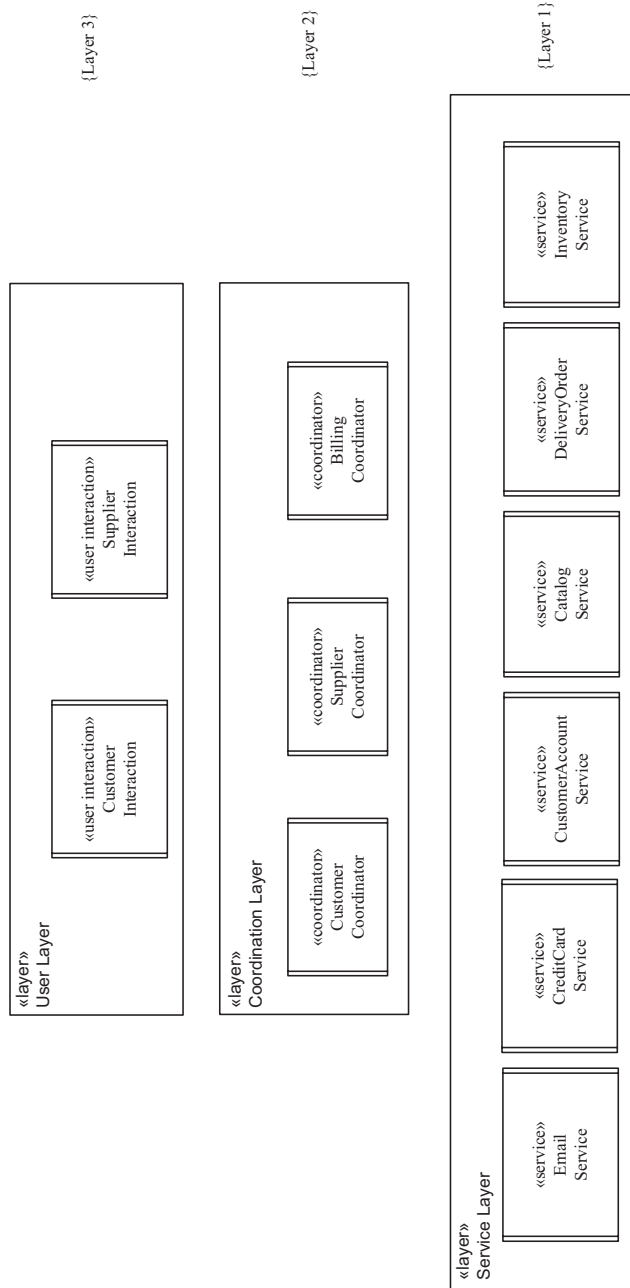 «layer»
User Layer
«user interaction»
Customer
Interaction
«user interaction»
Supplier
Interaction
{Layer 3}
«layer»
Coordination Layer
«coordinator»
Customer
Coordinator
«coordinator»
Supplier
Coordinator
«coordinator»
Billing
Coordinator
{Layer 2}
«layer»
Service Layer
«service»
Email
Service
«service»
CreditCard
Service
«service»
CustomerAccount
Service
«service»
Catalog
Service
«service»
DeliveryOrder
Service
«service»
Inventory
Service
{Layer 1}